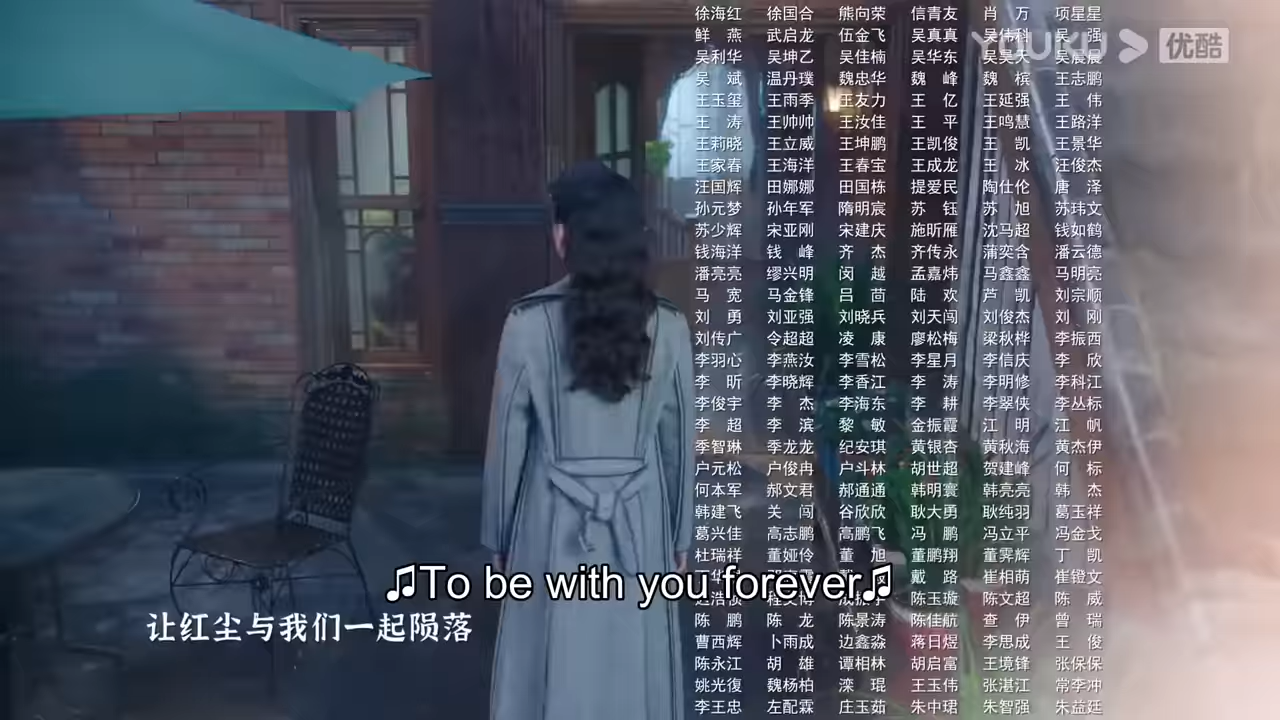 徐海红 徐国合 熊向荣 信青友 肖 万 项星星
鲜 燕 武启龙 伍金飞 吴真真 吴伟科 吴 强
YOUKU 优酷
吴利华 吴坤乙 吴佳楠 吴华东 吴昊天 吴晨晨
吴 斌 温丹璞 魏忠华 魏 峰 魏 槟 王志鹏
王玉玺 王雨季 王友力 王 亿 王延强 王 伟
王 涛 王帅帅 王汝佳 王 平 王鸣慧 王路洋
王莉晓 王立威 王坤鹏 王凯俊 王 凯 王景华
王家春 王海洋 王春宝 王成龙 王 冰 汪俊杰
汪国辉 田娜娜 田国栋 提爱民 陶仕伦 唐 泽
孙元梦 孙年军 隋明宸 苏 钰 苏 旭 苏玮文
苏少辉 宋亚刚 宋建庆 施昕雁 沈马超 钱如鹤
钱海洋 钱 峰 齐 杰 齐传永 蒲奕含 潘云德
潘亮亮 缪兴明 闵 越 孟嘉炜 马鑫鑫 马明亮
马 宽 马金锋 吕 茴 陆 欢 芦 凯 刘宗顺
刘 勇 刘亚强 刘晓兵 刘天闯 刘俊杰 刘 刚
刘传广 令超超 凌 康 廖松梅 梁秋桦 李振西
李羽心 李燕汝 李雪松 李星月 李信庆 李 欣
李 昕 李晓辉 李香江 李 涛 李明修 李科江
李俊宇 李 杰 李海东 李 耕 李翠侠 李丛标
李 超 李 滨 黎 敏 金振霞 江 明 江 帆
季智琳 季龙龙 纪安琪 黄银杏 黄秋海 黄杰伊
户元松 户俊冉 户斗林 胡世超 贺建峰 何 标
何本军 郝文君 郝通通 韩明寰 韩亮亮 韩 杰
韩建飞 关 闯 谷欣欣 耿大勇 耿纯羽 葛玉祥
葛兴佳 高志鹏 高鹏飞 冯 鹏 冯立平 冯金戈
杜瑞祥 董娅伶 董 旭 董鹏翔 董霁辉 丁 凯
戴 路 崔相萌 崔镫文
♫To be with you forever♫
陈玉璇 陈文超 陈 威
让红尘与我们一起陨落
陈 鹏 陈 龙 陈景涛 陈佳航 查 伊 曾 瑞
曹西辉 卜雨成 边鑫淼 蒋日煜 李思成 王 俊
陈永江 胡 雄 谭相林 胡启富 王境锋 张保保
姚光復 魏杨柏 滦 琨 王玉伟 张湛江 常李冲
李王忠 左配霖 庄玉茹 朱中珺 朱智强 朱益廷